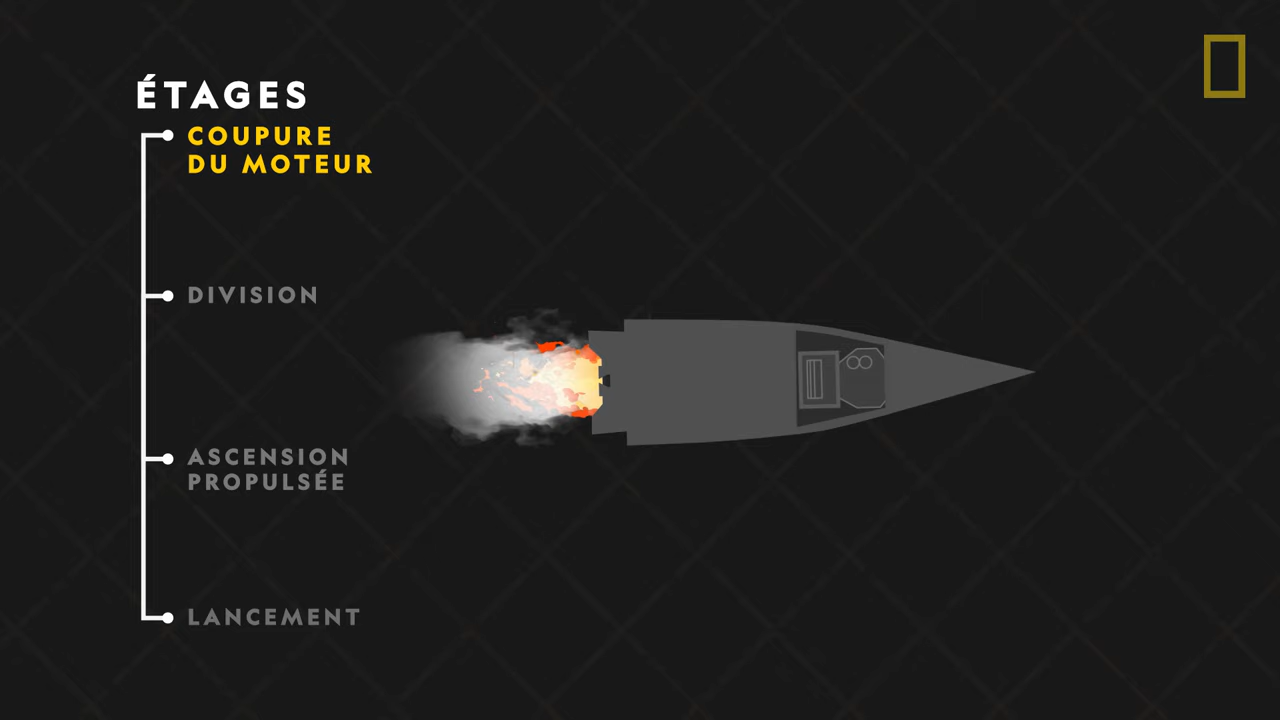 ÉTAGES
COUPURE
DU MOTEUR
DIVISION
ASCENSION
PROPULSÉE
LANCEMENT